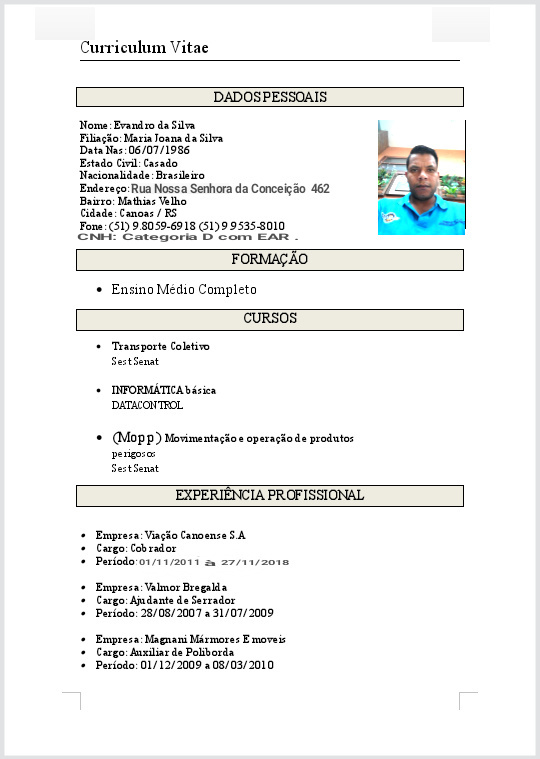 Curriculum Vitae
DADOS PESSOAIS
Nome: Evandro da Silva
Filiação: Maria Joana da Silva
Data Nas: 06/07/1986
Estado Civil: Casado
Nacionalidade: Brasileiro
Endereço: Rua Nossa Senhora da Conceição 462
Bairro: Mathias Velho
Cidade: Canoas / RS
Fone: (51) 9.8059-6918 (51) 9 9535-8010
CNH: Categoria D com EAR .
FORMAÇÃO
• Ensino Médio Completo
CURSOS
• Transporte Coletivo
Sest Senat
• INFORMÁTICA básica
DATACONTROL
• (Mopp) Movimentação e operação de produtos
perigosos
Sest Senat
EXPERIÊNCIA PROFISSIONAL
• Empresa: Viação Canoense S.A
• Cargo: Cobrador
• Período: 01/11/2011 à 27/11/2018
• Empresa: Valmor Bregalda
• Cargo: Ajudante de Serrador
• Período: 28/08/2007 a 31/07/2009
• Empresa: Magnani Mármores E moveis
• Cargo: Auxiliar de Poliborda
• Período: 01/12/2009 a 08/03/2010